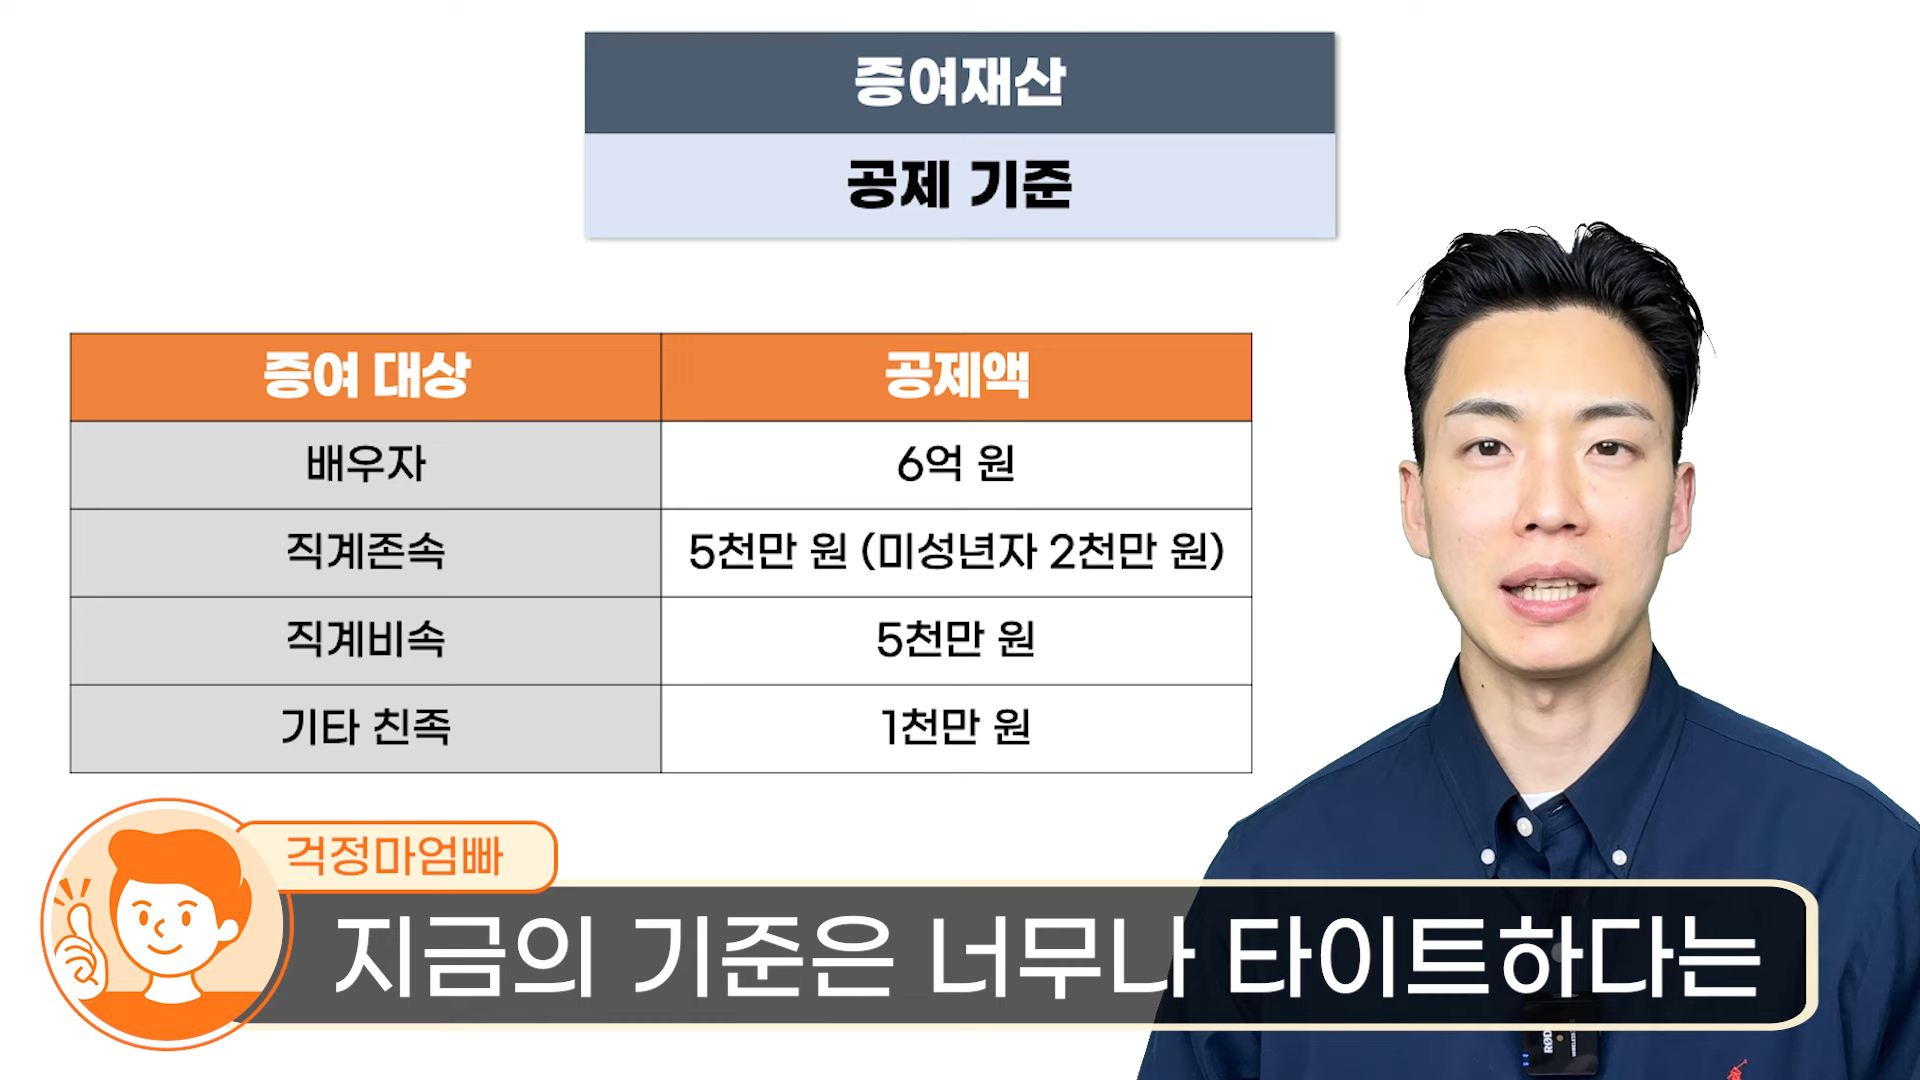 증여재산
공제 기준
증여 대상 공제액
배우자 6억 원
직계존속 5천만 원 (미성년자 2천만 원)
직계비속 5천만 원
기타 친족 1천만 원
걱정마엄빠
지금의 기준은 너무나 타이트하다는
RØD